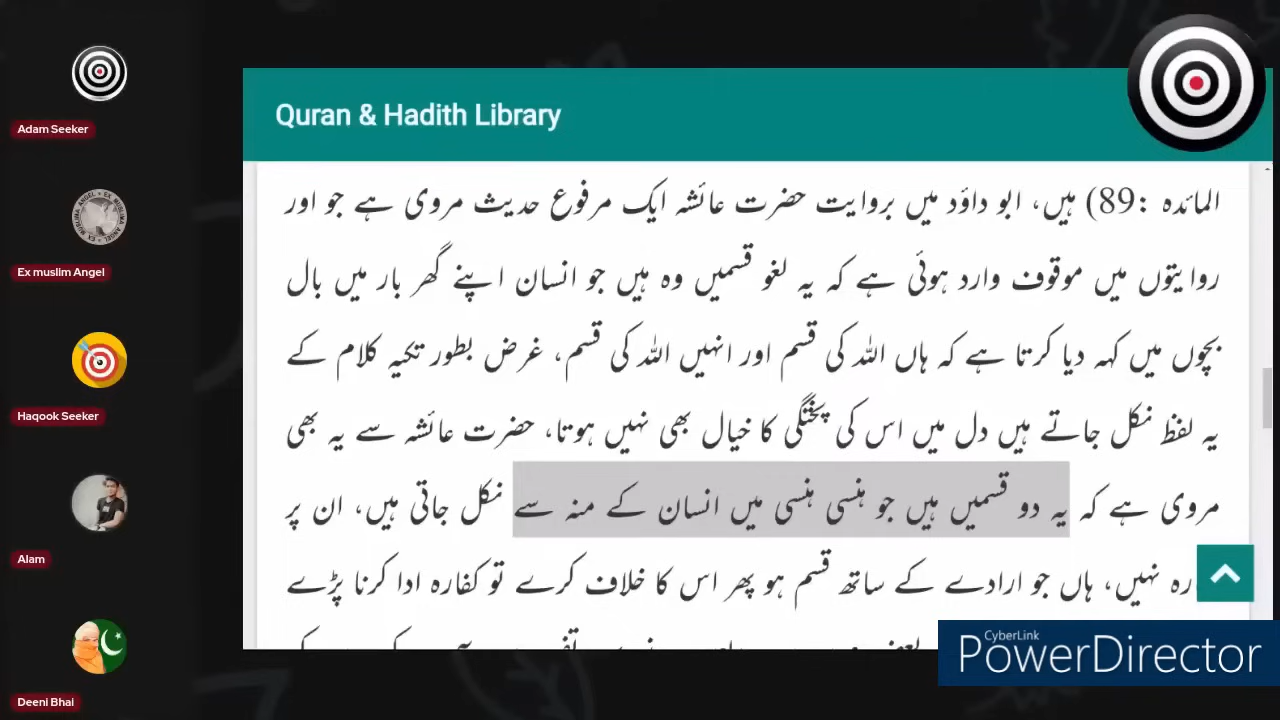 Adam Seeker
Ex muslim Angel
Haqook Seeker
Alam
Deeni Bhai
Quran & Hadith Library
المائدہ :89) ہیں، ابو داؤد میں بروایت حضرت عائشہ ایک مرفوع حدیث مروی ہے جو اور
روایتوں میں موقوف وارد ہوئی ہے کہ یہ لغو قسمیں وہ ہیں جو انسان اپنے گھر بار میں بال
بچوں میں کہہ دیا کرتا ہے کہ ہاں اللہ کی قسم اور انہیں اللہ کی قسم، غرض بطور تکیہ کلام کے
یہ لفظ نکل جاتے ہیں دل میں اس کی پختگی کا خیال بھی نہیں ہوتا، حضرت عائشہ سے یہ بھی
مروی ہے کہ یہ دو قسمیں ہیں جو ہنسی ہنسی میں انسان کے منہ سے نکل جاتی ہیں، ان پر
رہ نہیں، ہاں جو ارادے کے ساتھ قسم ہو پھر اس کا خلاف کرے تو کفارہ ادا کرنا پڑے
CyberLink
PowerDirector